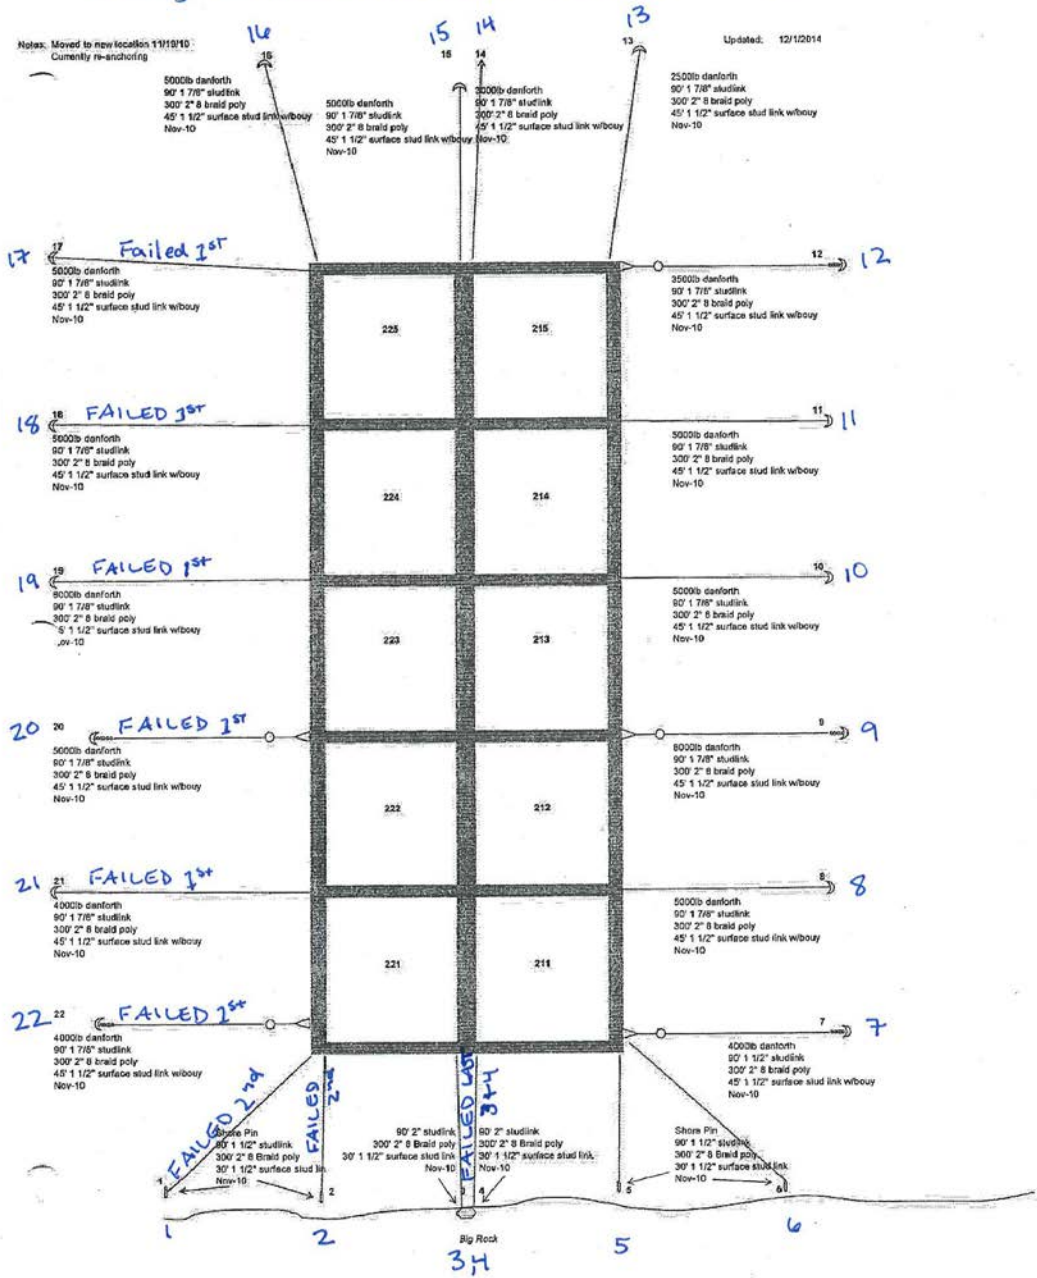 16
15 14
13
Notes: Moved to new location 11/19/10
Currently re-anchoring
Updated: 12/1/2014
15
14
13
5000lb danforth
90' 1 7/8" studlink
300' 2" 8 braid poly
45' 1 1/2" surface stud link w/bouy
Nov-10
5000lb danforth
90' 1 7/8" studlink
300' 2" 8 braid poly
45' 1 1/2" surface stud link w/bouy
Nov-10
danforth
90' 1 7/8" studlink
300' 2" 8 braid poly
45' 1 1/2" surface stud link w/bouy
Nov-10
2500lb danforth
90' 1 7/8" studlink
300' 2" 8 braid poly
45' 1 1/2" surface stud link w/bouy
Nov-10
17 17 Failed 1st
5000lb danforth
90' 1 7/8" studlink
300' 2" 8 braid poly
45' 1 1/2" surface stud link w/bouy
Nov-10
12 12
3500lb danforth
90' 1 7/8" studlink
300' 2" 8 braid poly
45' 1 1/2" surface stud link w/bouy
Nov-10
225
215
18 FAILED 1st
5000lb danforth
90' 1 7/8" studlink
300' 2" 8 braid poly
45' 1 1/2" surface stud link w/bouy
Nov-10
11 11
5000lb danforth
90' 1 7/8" studlink
300' 2" 8 braid poly
45' 1 1/2" surface stud link w/bouy
Nov-10
224
214
19 19 FAILED 1st
8000lb danforth
90' 1 7/8" studlink
300' 2" 8 braid poly
5' 1 1/2" surface stud link w/bouy
ov-10
10 10
5000lb danforth
90' 1 7/8" studlink
300' 2" 8 braid poly
45' 1 1/2" surface stud link w/bouy
Nov-10
223
213
20 20 FAILED 1st
5000lb danforth
90' 1 7/8" studlink
300' 2" 8 braid poly
45' 1 1/2" surface stud link w/bouy
Nov-10
9 9
8000lb danforth
90' 1 7/8" studlink
300' 2" 8 braid poly
45' 1 1/2" surface stud link w/bouy
Nov-10
222
212
21 21 FAILED 1st
4000lb danforth
90' 1 7/8" studlink
300' 2" 8 braid poly
45' 1 1/2" surface stud link w/bouy
Nov-10
8 8
5000lb danforth
90' 1 7/8" studlink
300' 2" 8 braid poly
45' 1 1/2" surface stud link w/bouy
Nov-10
221
211
22 22 FAILED 1st
4000lb danforth
90' 1 7/8" studlink
300' 2" 8 braid poly
45' 1 1/2" surface stud link w/bouy
Nov-10
7 7
4000lb danforth
90' 1 1/2" studlink
300' 2" 8 braid poly
45' 1 1/2" surface stud link w/bouy
Nov-10
FAILED 2nd
FAILED 2nd
FAILED LAST
3+4
Shore Pin
90' 1 1/2" studlink
300' 2" 8 Braid poly
30' 1 1/2" surface stud link
Nov-10
90' 2" studlink
300' 2" 8 Braid poly
30' 1 1/2" surface stud link
Nov-10
90' 2" studlink
300' 2" 8 Braid poly
30' 1 1/2" surface stud link
Nov-10
Shore Pin
90' 1 1/2" studlink
300' 2" 8 Braid poly
30' 1 1/2" surface stud link
Nov-10
1
2
4
5
6
Big Rock
1
2
3,4
5
6